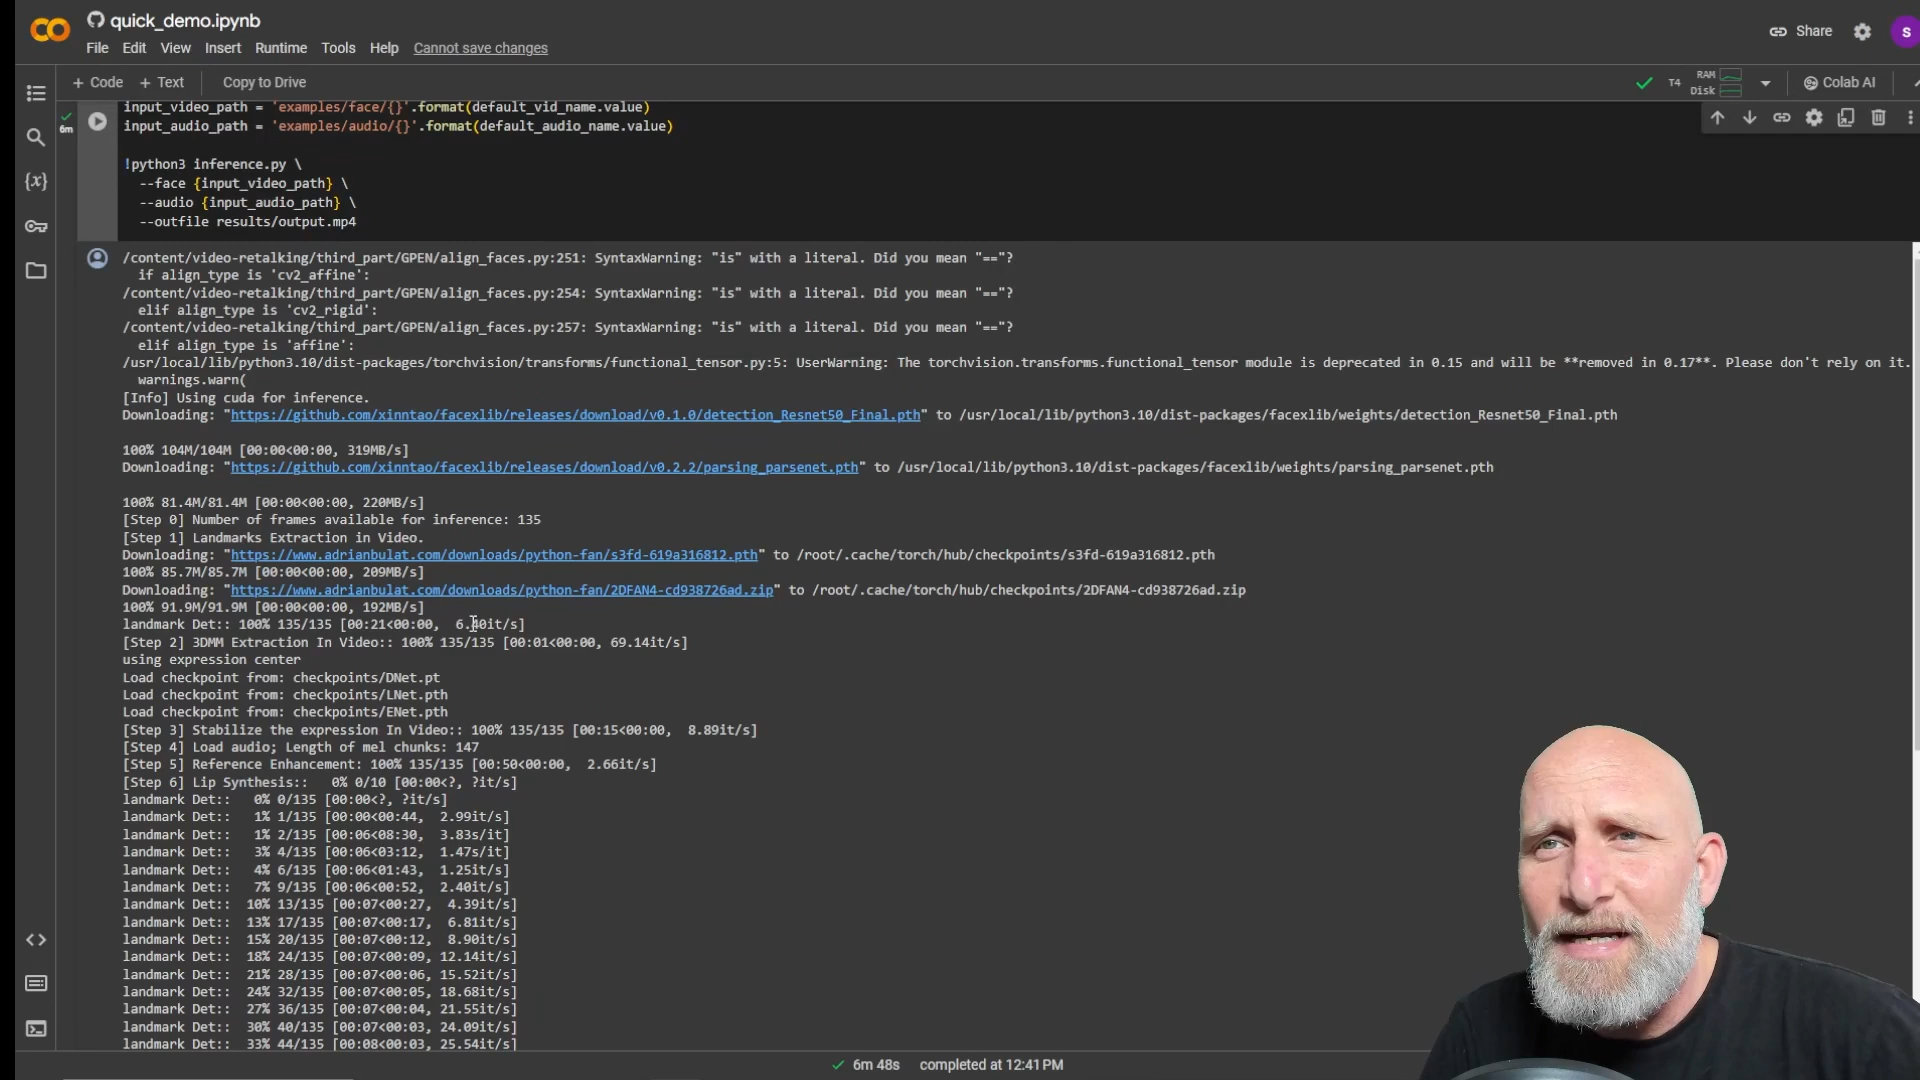 quick_demo.ipynb
File Edit View Insert Runtime Tools Help Cannot save changes
Share
S
+ Code + Text Copy to Drive
T4 RAM Disk Colab AI
input_video_path = 'examples/face/{}'.format(default_vid_name.value)
6m
input_audio_path = 'examples/audio/{}'.format(default_audio_name.value)
!python3 inference.py \
--face {input_video_path} \
--audio {input_audio_path} \
--outfile results/output.mp4
/content/video-retalking/third_part/GPEN/align_faces.py:251: SyntaxWarning: "is" with a literal. Did you mean "=="?
if align_type is 'cv2_affine':
/content/video-retalking/third_part/GPEN/align_faces.py:254: SyntaxWarning: "is" with a literal. Did you mean "=="?
elif align_type is 'cv2_rigid':
/content/video-retalking/third_part/GPEN/align_faces.py:257: SyntaxWarning: "is" with a literal. Did you mean "=="?
elif align_type is 'affine':
/usr/local/lib/python3.10/dist-packages/torchvision/transforms/functional_tensor.py:5: UserWarning: The torchvision.transforms.functional_tensor module is deprecated in 0.15 and will be **removed in 0.17**. Please don't rely on it.
warnings.warn(
[Info] Using cuda for inference.
Downloading: "https://github.com/xinntao/facexlib/releases/download/v0.1.0/detection_Resnet50_Final.pth" to /usr/local/lib/python3.10/dist-packages/facexlib/weights/detection_Resnet50_Final.pth
100% 104M/104M [00:00<00:00, 319MB/s]
Downloading: "https://github.com/xinntao/facexlib/releases/download/v0.2.2/parsing_parsenet.pth" to /usr/local/lib/python3.10/dist-packages/facexlib/weights/parsing_parsenet.pth
100% 81.4M/81.4M [00:00<00:00, 220MB/s]
[Step 0] Number of frames available for inference: 135
[Step 1] Landmarks Extraction in Video.
Downloading: "https://www.adrianbulat.com/downloads/python-fan/s3fd-619a316812.pth" to /root/.cache/torch/hub/checkpoints/s3fd-619a316812.pth
100% 85.7M/85.7M [00:00<00:00, 209MB/s]
Downloading: "https://www.adrianbulat.com/downloads/python-fan/2DFAN4-cd938726ad.zip" to /root/.cache/torch/hub/checkpoints/2DFAN4-cd938726ad.zip
100% 91.9M/91.9M [00:00<00:00, 192MB/s]
landmark Det:: 100% 135/135 [00:21<00:00, 6.40it/s]
[Step 2] 3DMM Extraction In Video:: 100% 135/135 [00:01<00:00, 69.14it/s]
using expression center
Load checkpoint from: checkpoints/DNet.pt
Load checkpoint from: checkpoints/LNet.pth
Load checkpoint from: checkpoints/ENet.pth
[Step 3] Stabilize the expression In Video:: 100% 135/135 [00:15<00:00, 8.89it/s]
[Step 4] Load audio; Length of mel chunks: 147
[Step 5] Reference Enhancement: 100% 135/135 [00:50<00:00, 2.66it/s]
[Step 6] Lip Synthesis:: 0% 0/10 [00:00<?, ?it/s]
landmark Det:: 0% 0/135 [00:00<?, ?it/s]
landmark Det:: 1% 1/135 [00:00<00:44, 2.99it/s]
landmark Det:: 1% 2/135 [00:06<08:30, 3.83s/it]
landmark Det:: 3% 4/135 [00:06<03:12, 1.47s/it]
landmark Det:: 4% 6/135 [00:06<01:43, 1.25it/s]
landmark Det:: 7% 9/135 [00:06<00:52, 2.40it/s]
landmark Det:: 10% 13/135 [00:07<00:27, 4.39it/s]
landmark Det:: 13% 17/135 [00:07<00:17, 6.81it/s]
landmark Det:: 15% 20/135 [00:07<00:12, 8.90it/s]
landmark Det:: 18% 24/135 [00:07<00:09, 12.14it/s]
landmark Det:: 21% 28/135 [00:07<00:06, 15.52it/s]
landmark Det:: 24% 32/135 [00:07<00:05, 18.68it/s]
landmark Det:: 27% 36/135 [00:07<00:04, 21.55it/s]
landmark Det:: 30% 40/135 [00:07<00:03, 24.09it/s]
landmark Det:: 33% 44/135 [00:08<00:03, 25.54it/s]
6m 48s completed at 12:41 PM